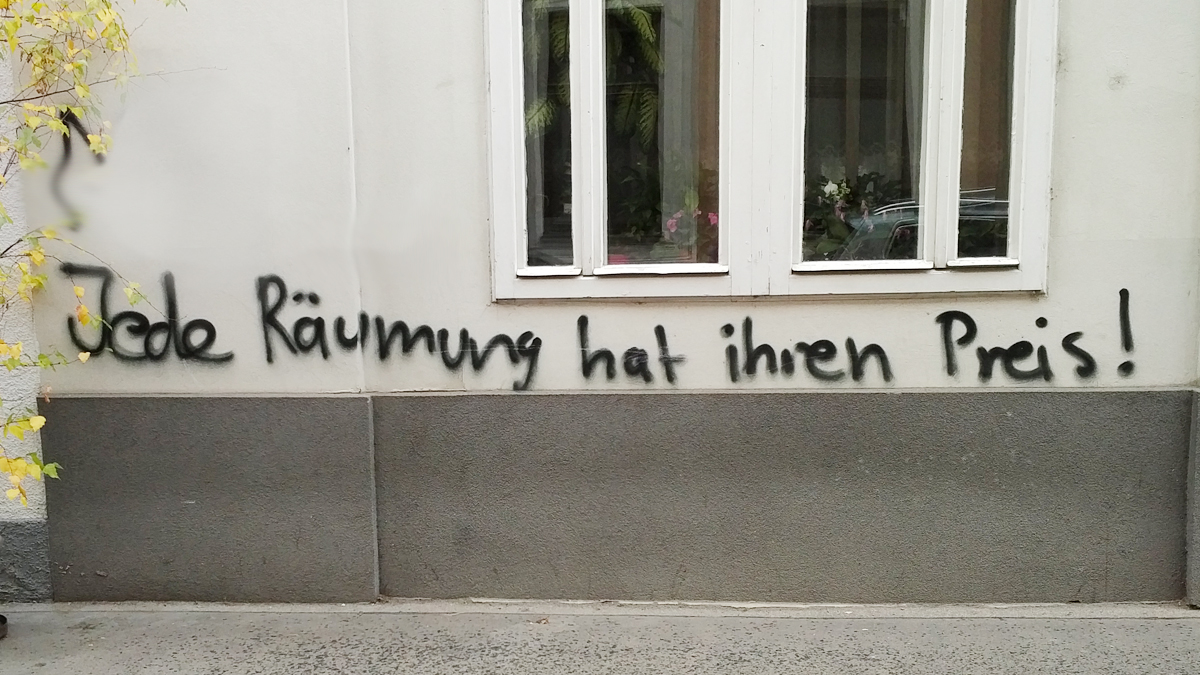 Jede Räumung hat ihren Preis!